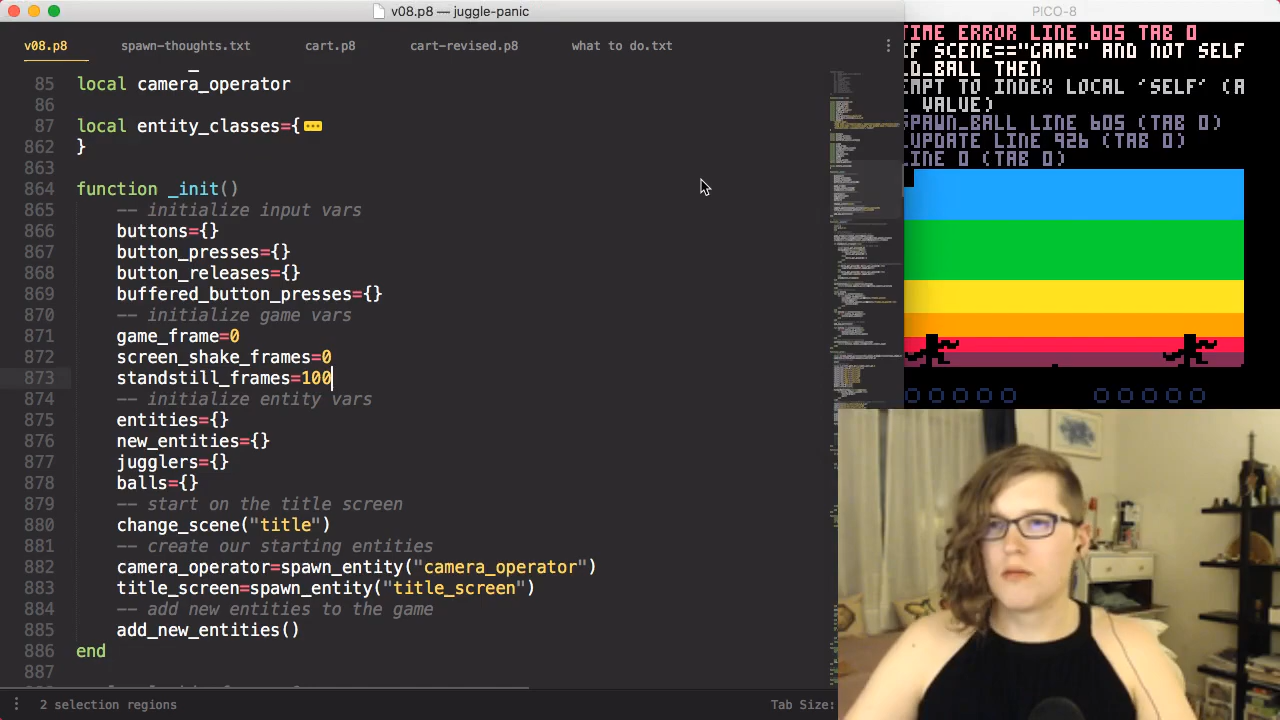 v08.p8 — juggle-panic
PICO-8
v08.p8
spawn-thoughts.txt
cart.p8
cart-revised.p8
what to do.txt
85 local camera_operator
86
87 local entity_classes={
862 }
863
864 function _init()
865 -- initialize input vars
866 buttons={}
867 button_presses={}
868 button_releases={}
869 buffered_button_presses={}
870 -- initialize game vars
871 game_frame=0
872 screen_shake_frames=0
873 standstill_frames=100
874 -- initialize entity vars
875 entities={}
876 new_entities={}
877 jugglers={}
878 balls={}
879 -- start on the title screen
880 change_scene("title")
881 -- create our starting entities
882 camera_operator=spawn_entity("camera_operator")
883 title_screen=spawn_entity("title_screen")
884 -- add new entities to the game
885 add_new_entities()
886 end
887
2 selection regions
Tab Size:
TIME ERROR LINE 605 TAB 0
F SCENE=="GAME" AND NOT SELF
D_BALL THEN
EMPT TO INDEX LOCAL 'SELF' (A
VALUE)
SPAWN_BALL LINE 605 (TAB 0)
UPDATE LINE 926 (TAB 0)
LINE 0 (TAB 0)